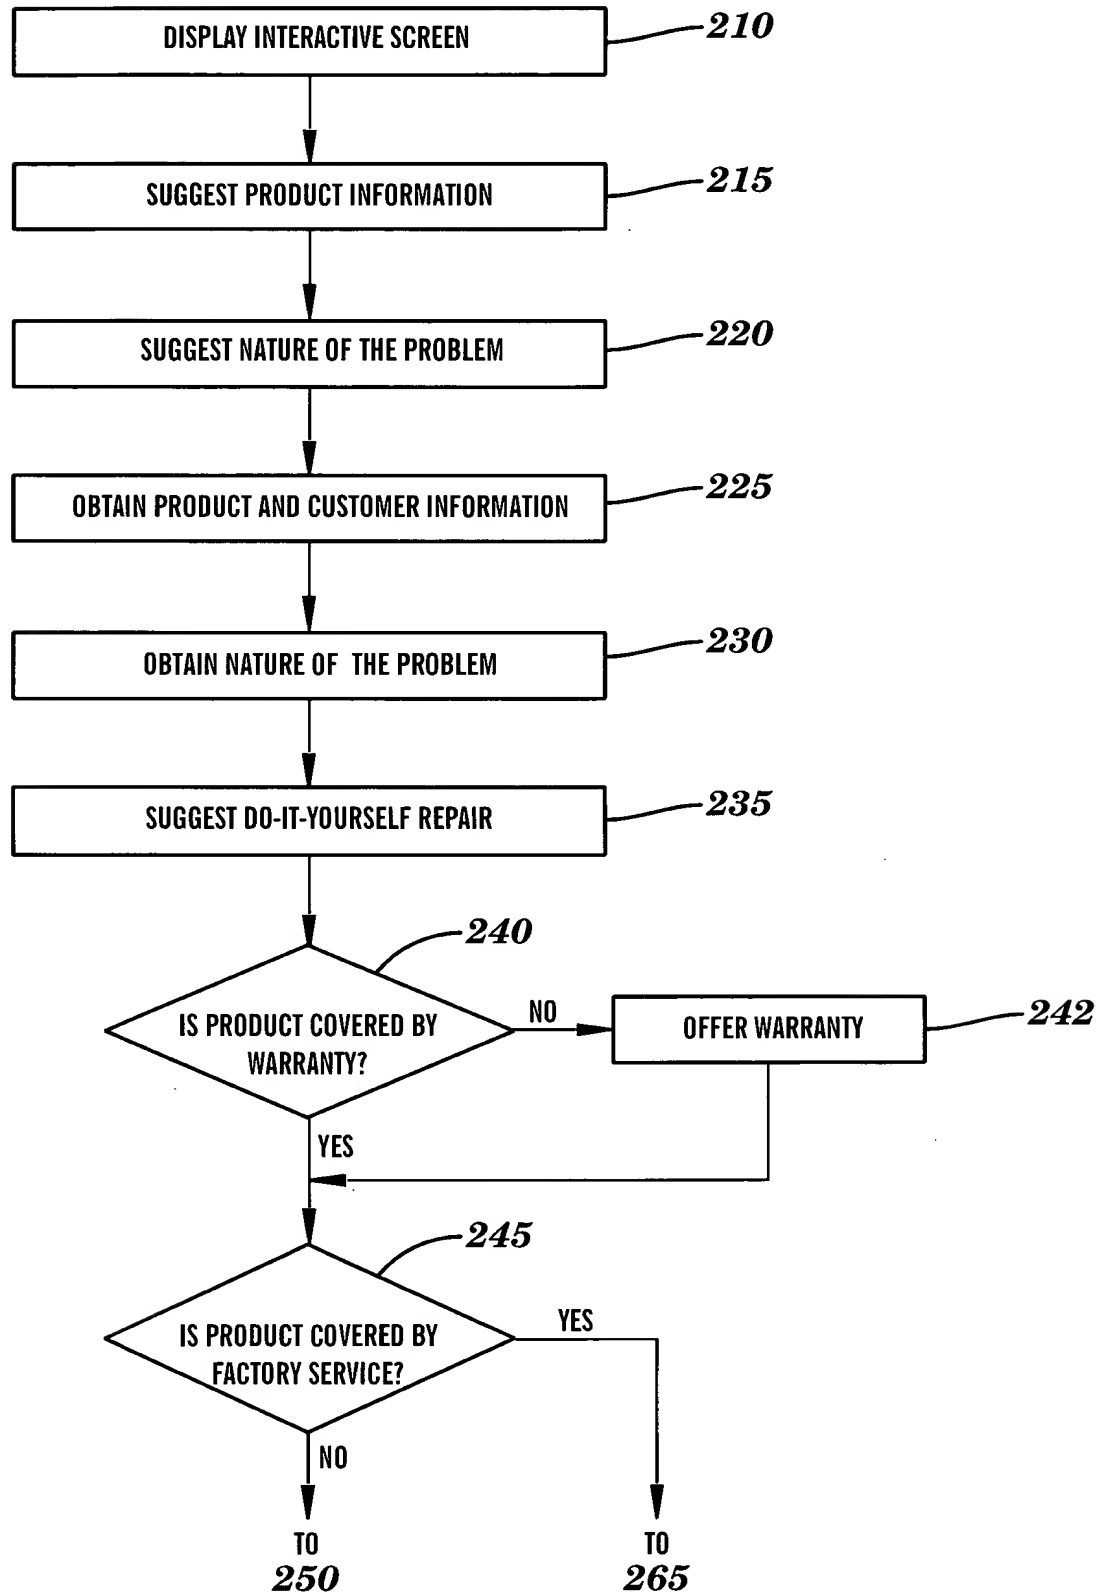 DISPLAY INTERACTIVE SCREEN
210
SUGGEST PRODUCT INFORMATION
215
SUGGEST NATURE OF THE PROBLEM
220
OBTAIN PRODUCT AND CUSTOMER INFORMATION
225
OBTAIN NATURE OF THE PROBLEM
230
SUGGEST DO-IT-YOURSELF REPAIR
235
240
IS PRODUCT COVERED BY
WARRANTY?
NO
OFFER WARRANTY
242
YES
245
IS PRODUCT COVERED BY
FACTORY SERVICE?
YES
NO
TO
250
TO
265